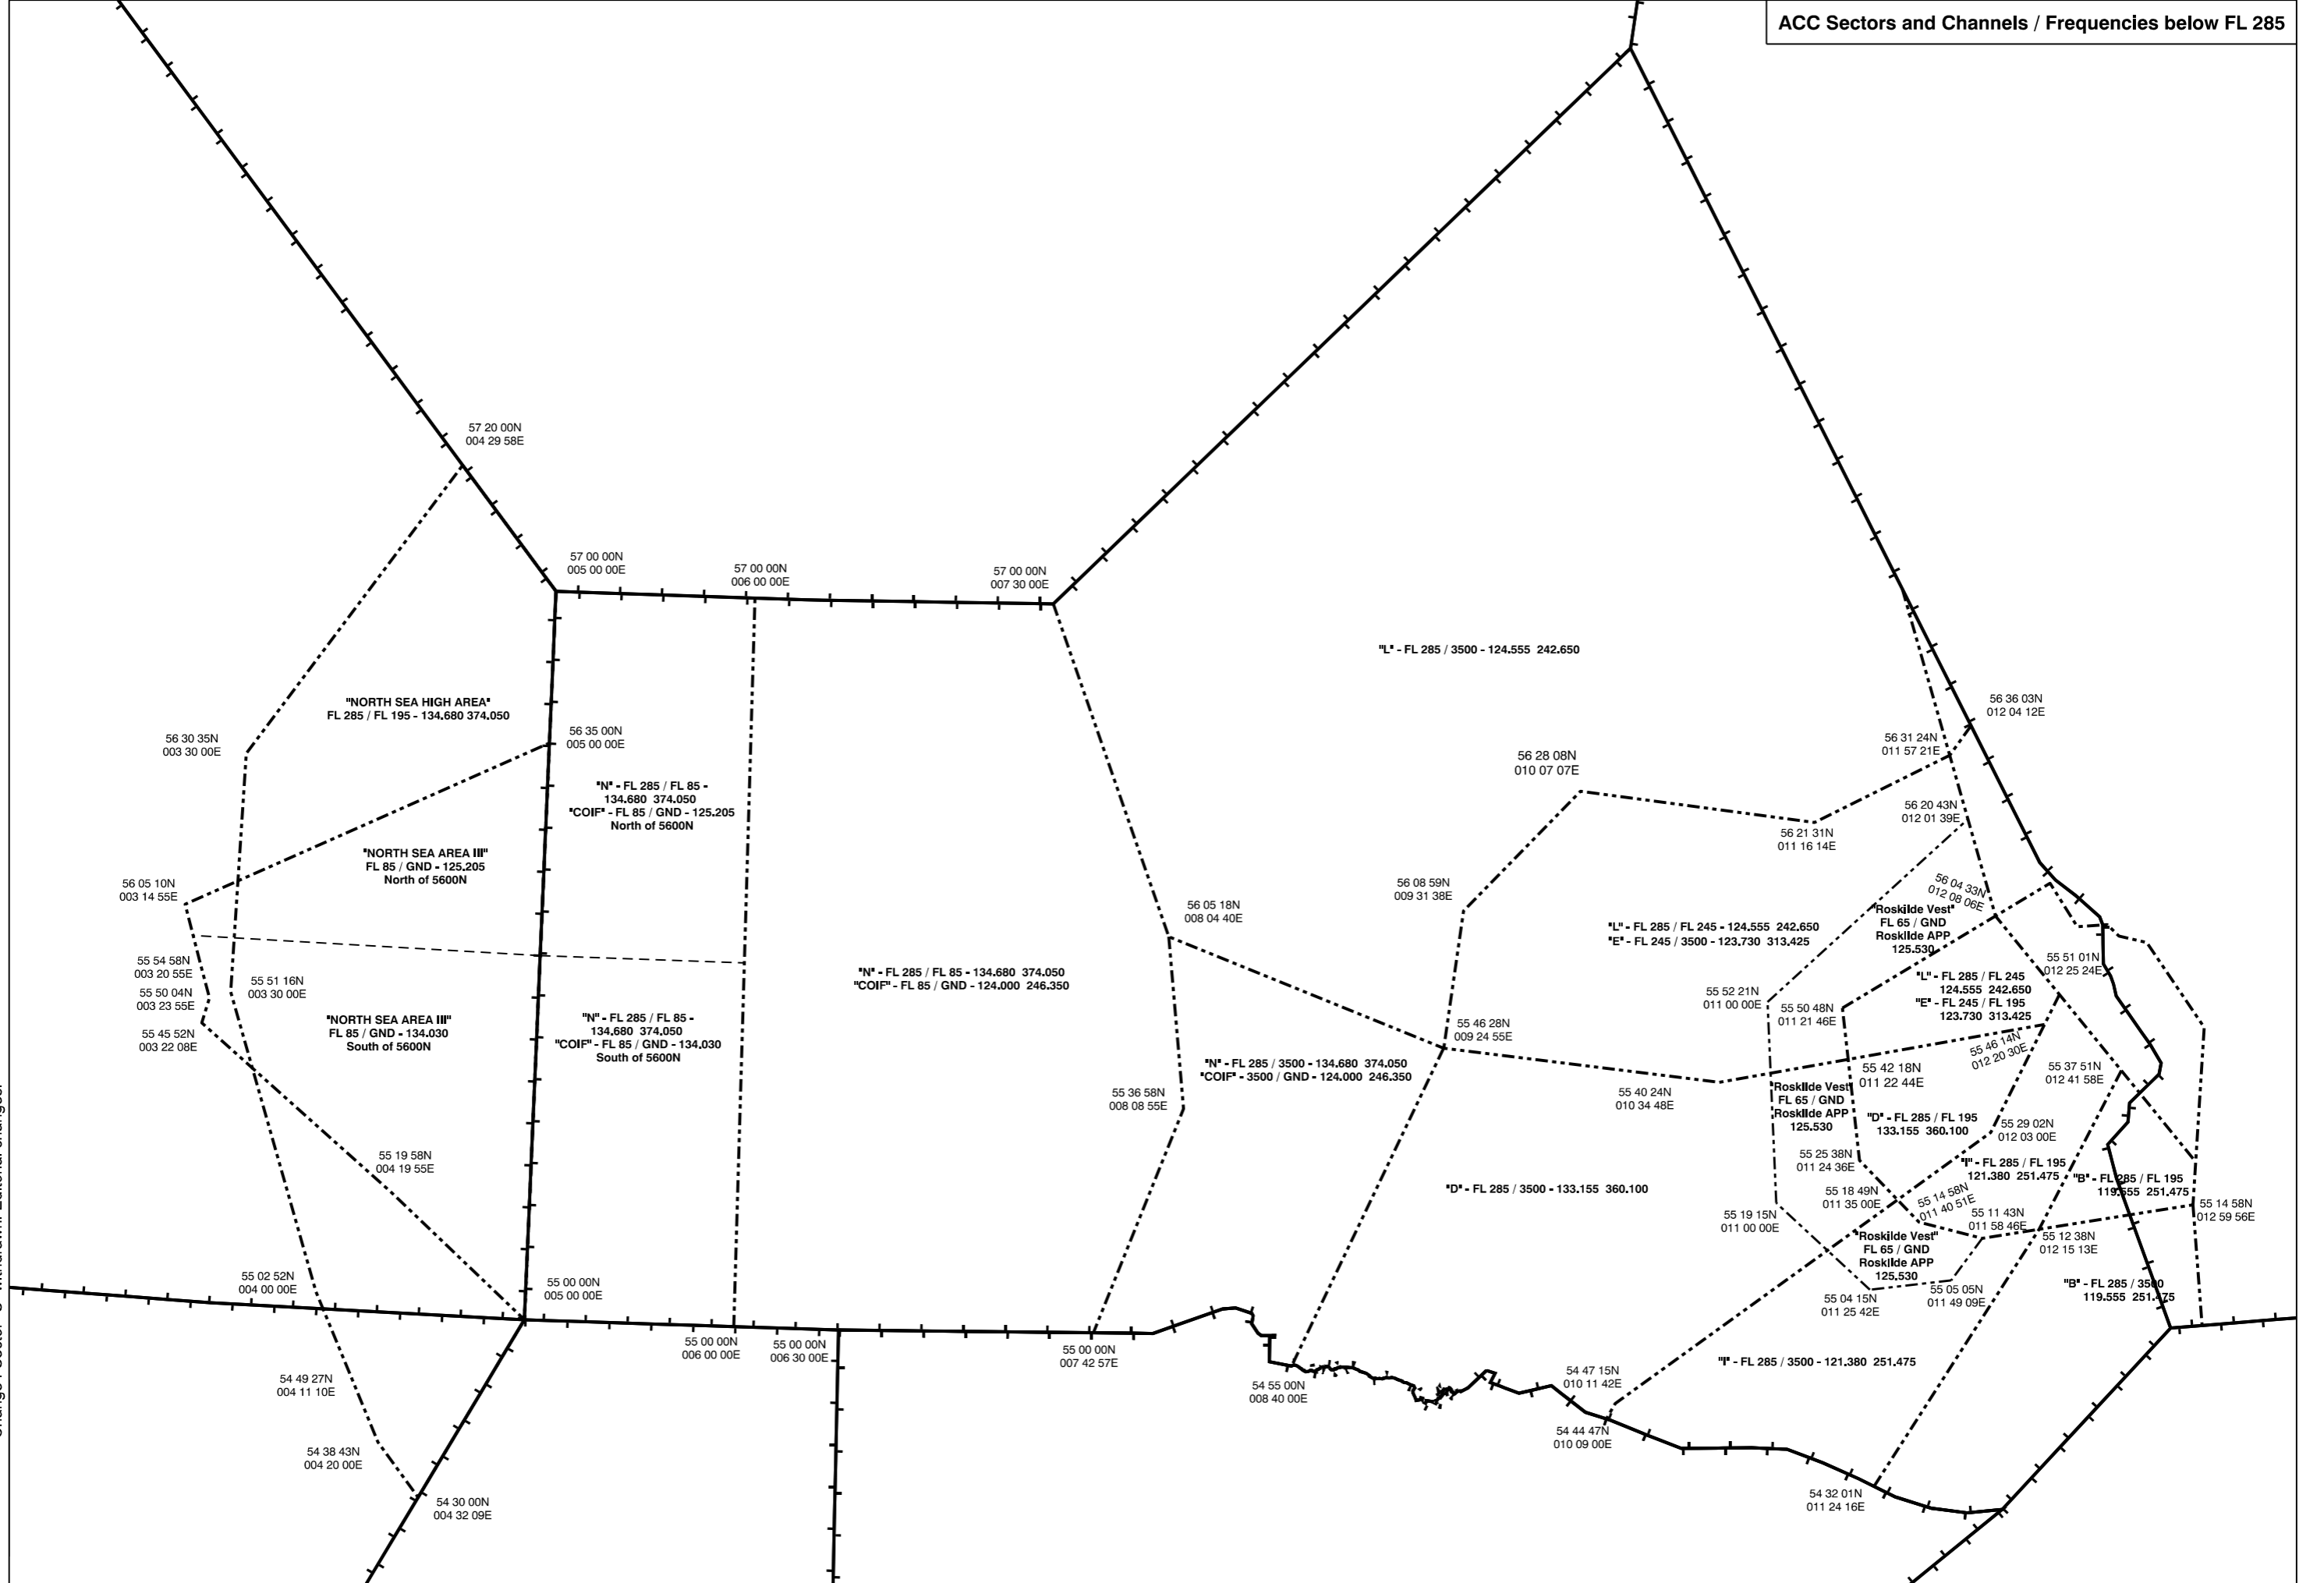 ACC Sectors and Channels / Frequencies below FL 285
57 20 00N
004 29 58E
57 00 00N
005 00 00E
57 00 00N
006 00 00E
57 00 00N
007 30 00E
"L" - FL 285 / 3500 - 124.555 242.650
"NORTH SEA HIGH AREA"
FL 285 / FL 195 - 134.680 374.050
56 30 35N
003 30 00E
56 35 00N
005 00 00E
56 36 03N
012 04 12E
56 31 24N
011 57 21E
56 28 08N
010 07 07E
"N" - FL 285 / FL 85 -
134.680 374.050
"COIF" - FL 85 / GND - 125.205
North of 5600N
56 20 43N
012 01 39E
56 21 31N
011 16 14E
"NORTH SEA AREA III"
FL 85 / GND - 125.205
North of 5600N
56 05 10N
003 14 55E
56 08 59N
009 31 38E
56 04 33N
012 08 06E
56 05 18N
008 04 40E
"Roskilde Vest"
FL 65 / GND
Roskilde APP
125.530
"L" - FL 285 / FL 245 - 124.555 242.650
"E" - FL 245 / 3500 - 123.730 313.425
55 54 58N
003 20 55E
55 51 16N
003 30 00E
55 50 04N
003 23 55E
55 45 52N
003 22 08E
"N" - FL 285 / FL 85 - 134.680 374.050
"COIF" - FL 85 / GND - 124.000 246.350
55 51 01N
012 25 24E
"L" - FL 285 / FL 245
124.555 242.650
"E" - FL 245 / FL 195
123.730 313.425
55 52 21N
011 00 00E
55 50 48N
011 21 46E
"NORTH SEA AREA III"
FL 85 / GND - 134.030
South of 5600N
"N" - FL 285 / FL 85 -
134.680 374.050
"COIF" - FL 85 / GND - 134.030
South of 5600N
55 46 28N
009 24 55E
55 46 14N
012 20 30E
"N" - FL 285 / 3500 - 134.680 374.050
"COIF" - 3500 / GND - 124.000 246.350
55 42 18N
011 22 44E
55 37 51N
012 41 58E
55 36 58N
008 08 55E
55 40 24N
010 34 48E
"Roskilde Vest"
FL 65 / GND
Roskilde APP
125.530
"D" - FL 285 / FL 195
133.155 360.100
55 29 02N
012 03 00E
55 19 58N
004 19 55E
55 25 38N
011 24 36E
"I" - FL 285 / FL 195
121.380 251.475
"B" - FL 285 / FL 195
119.555 251.475
"D" - FL 285 / 3500 - 133.155 360.100
55 18 49N
011 35 00E
55 14 58N
011 40 51E
55 19 15N
011 00 00E
55 11 43N
011 58 46E
55 14 58N
012 59 56E
"Roskilde Vest"
FL 65 / GND
Roskilde APP
125.530
55 12 38N
012 15 13E
55 02 52N
004 00 00E
55 00 00N
005 00 00E
"B" - FL 285 / 3500
119.555 251.475
55 04 15N
011 25 42E
55 05 05N
011 49 09E
55 00 00N
006 00 00E
55 00 00N
006 30 00E
55 00 00N
007 42 57E
"I" - FL 285 / 3500 - 121.380 251.475
54 49 27N
004 11 10E
54 55 00N
008 40 00E
54 47 15N
010 11 42E
54 44 47N
010 09 00E
54 38 43N
004 20 00E
54 30 00N
004 32 09E
54 32 01N
011 24 16E